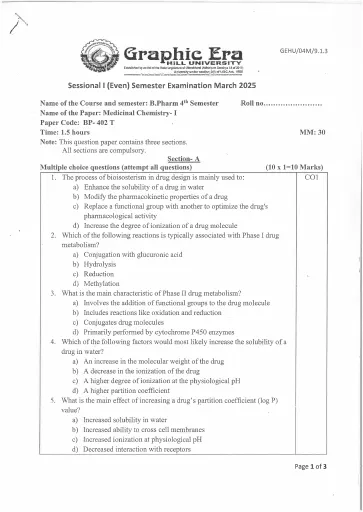 GEHU/04M/9.1.3
Graphic Era
HILL UNIVERSITY
Sessional I (Even) Semester Examination March 2025
Name of the Course and semester: B.Pharm 4th Semester Roll no........................
Name of the Paper: Medicinal Chemistry- I
Paper Code: BP- 402 T
Time: 1.5 hours MM: 30
Note: This question paper contains three sections.
All sections are compulsory.
Section- A
Multiple choice questions (attempt all questions) (10 x 1=10 Marks)
1. The process of bioisosterism in drug design is mainly used to: CO1
a) Enhance the solubility of a drug in water
b) Modify the pharmacokinetic properties of a drug
c) Replace a functional group with another to optimize the drug's
pharmacological activity
d) Increase the degree of ionization of a drug molecule
2. Which of the following reactions is typically associated with Phase I drug
metabolism?
a) Conjugation with glucuronic acid
b) Hydrolysis
c) Reduction
d) Methylation
3. What is the main characteristic of Phase II drug metabolism?
a) Involves the addition of functional groups to the drug molecule
b) Includes reactions like oxidation and reduction
c) Conjugates drug molecules
d) Primarily performed by cytochrome P450 enzymes
4. Which of the following factors would most likely increase the solubility of a
drug in water?
a) An increase in the molecular weight of the drug
b) A decrease in the ionization of the drug
c) A higher degree of ionization at the physiological pH
d) A higher partition coefficient
5. What is the main effect of increasing a drug's partition coefficient (log P)
value?
a) Increased solubility in water
b) Increased ability to cross cell membranes
c) Increased ionization at physiological pH
d) Decreased interaction with receptors
Page 1 of 3